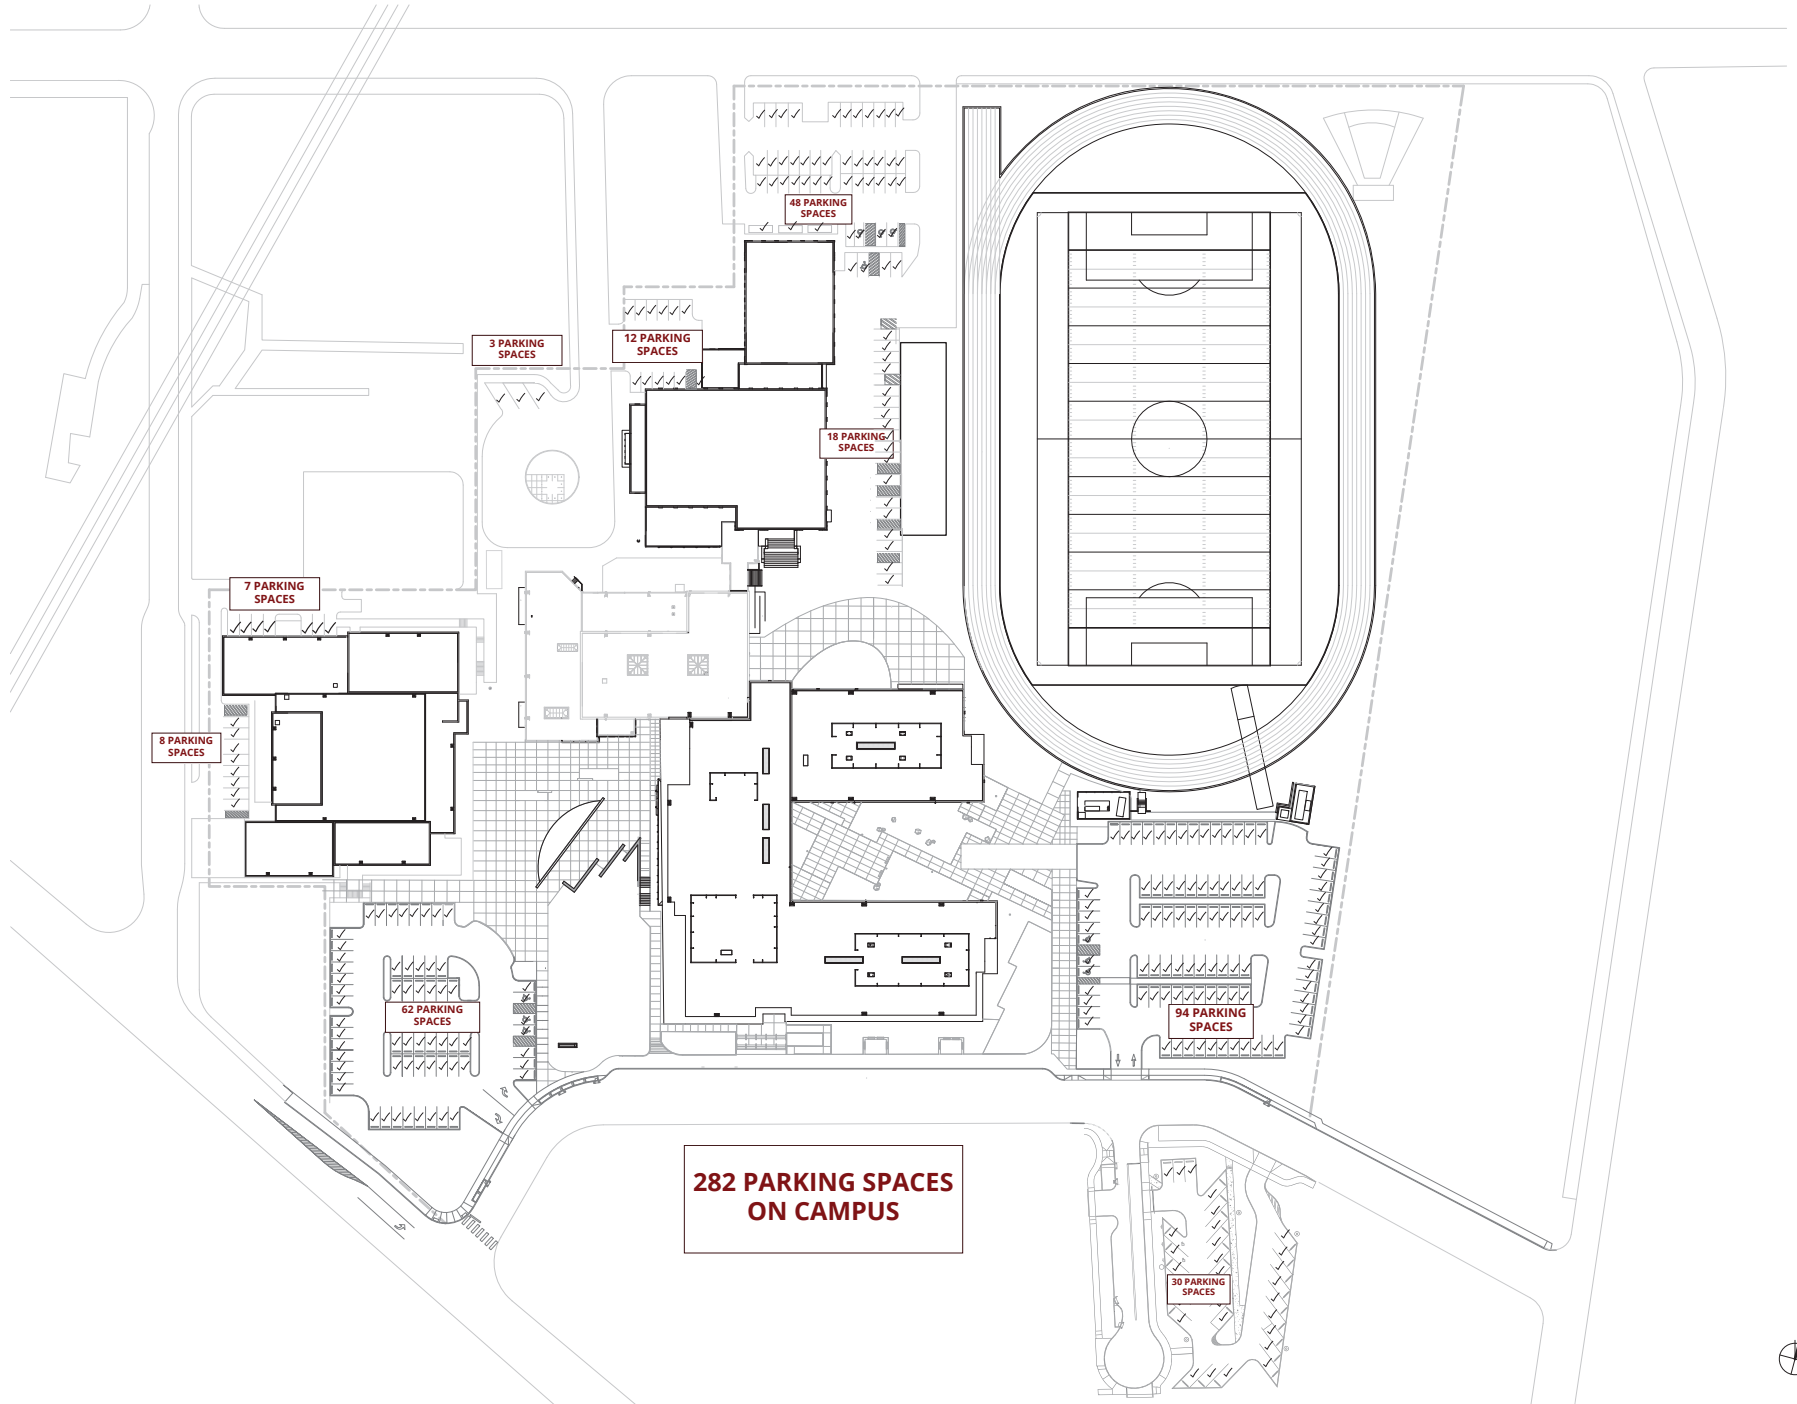 48 PARKING
SPACES
3 PARKING
SPACES
12 PARKING
SPACES
18 PARKING
SPACES
7 PARKING
SPACES
8 PARKING
SPACES
62 PARKING
SPACES
94 PARKING
SPACES
282 PARKING SPACES
ON CAMPUS
30 PARKING
SPACES